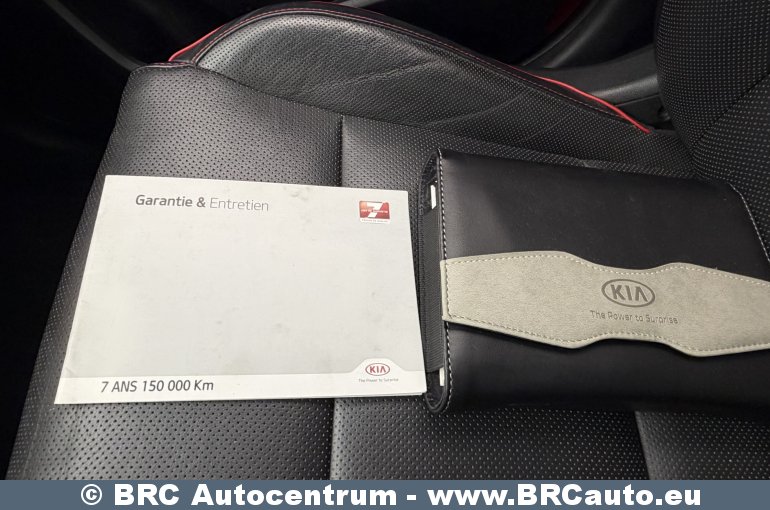 Garantie & Entretien
7
KIA
The Power to Surprise
7 ANS 150 000 Km
KIA
The Power to Surprise
© BRC Autocentrum - www.BRCauto.eu